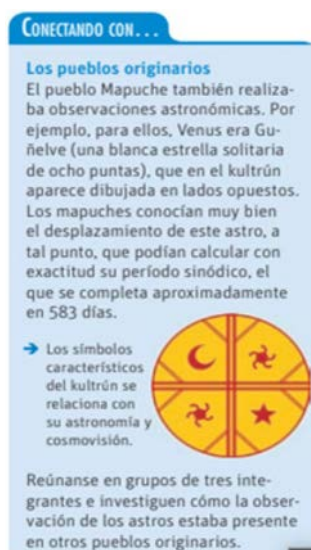 CONECTANDO CON...
Los pueblos originarios
El pueblo Mapuche también realiza-
ba observaciones astronómicas. Por
ejemplo, para ellos, Venus era Gu-
ñelve (una blanca estrella solitaria
de ocho puntas), que en el kultrún
aparece dibujada en lados opuestos.
Los mapuches conocían muy bien
el desplazamiento de este astro, a
tal punto, que podían calcular con
exactitud su período sinódico, el
que se completa aproximadamente
en 583 días.
➔ Los símbolos
característicos
del kultrún se
relaciona con
su astronomía y
cosmovisión.
Reúnanse en grupos de tres inte-
grantes e investiguen cómo la obser-
vación de los astros estaba presente
en otros pueblos originarios.